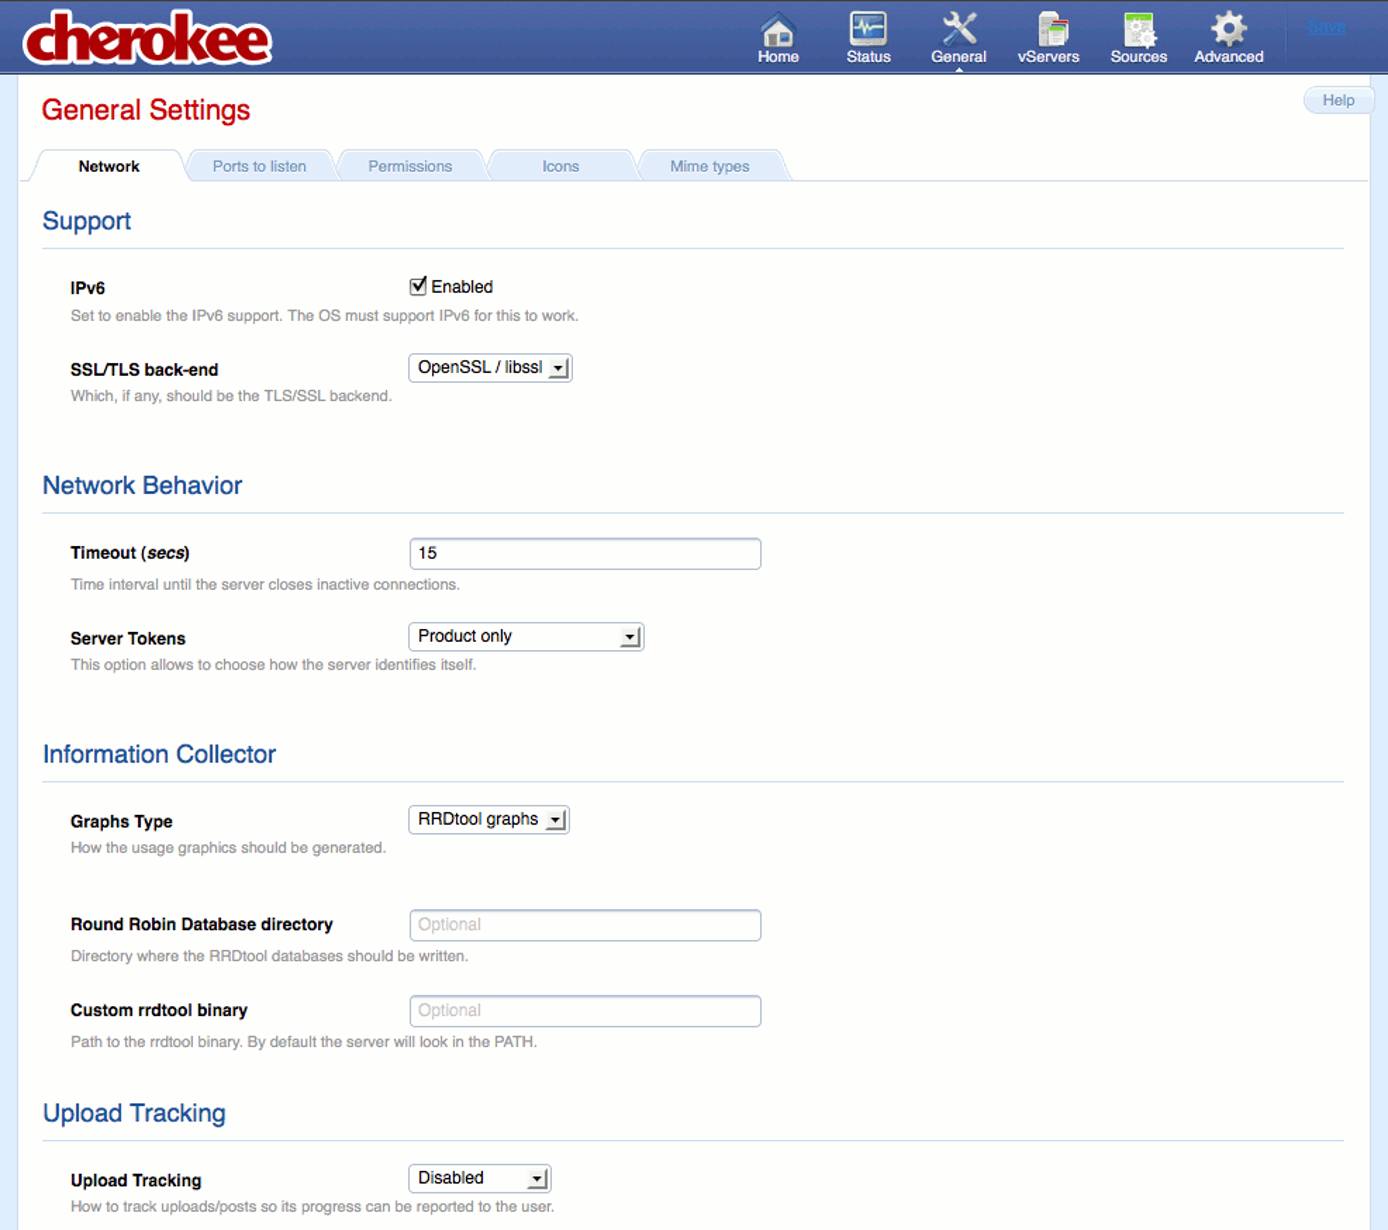 cherokee
Home Status General vServers Sources Advanced Save
General Settings
Help
Network Ports to listen Permissions Icons Mime types
Support
IPv6 Enabled
Set to enable the IPv6 support. The OS must support IPv6 for this to work.
SSL/TLS back-end OpenSSL / libssl
Which, if any, should be the TLS/SSL backend.
Network Behavior
Timeout (secs) 15
Time interval until the server closes inactive connections.
Server Tokens Product only
This option allows to choose how the server identifies itself.
Information Collector
Graphs Type RRDtool graphs
How the usage graphics should be generated.
Round Robin Database directory Optional
Directory where the RRDtool databases should be written.
Custom rrdtool binary Optional
Path to the rrdtool binary. By default the server will look in the PATH.
Upload Tracking
Upload Tracking Disabled
How to track uploads/posts so its progress can be reported to the user.